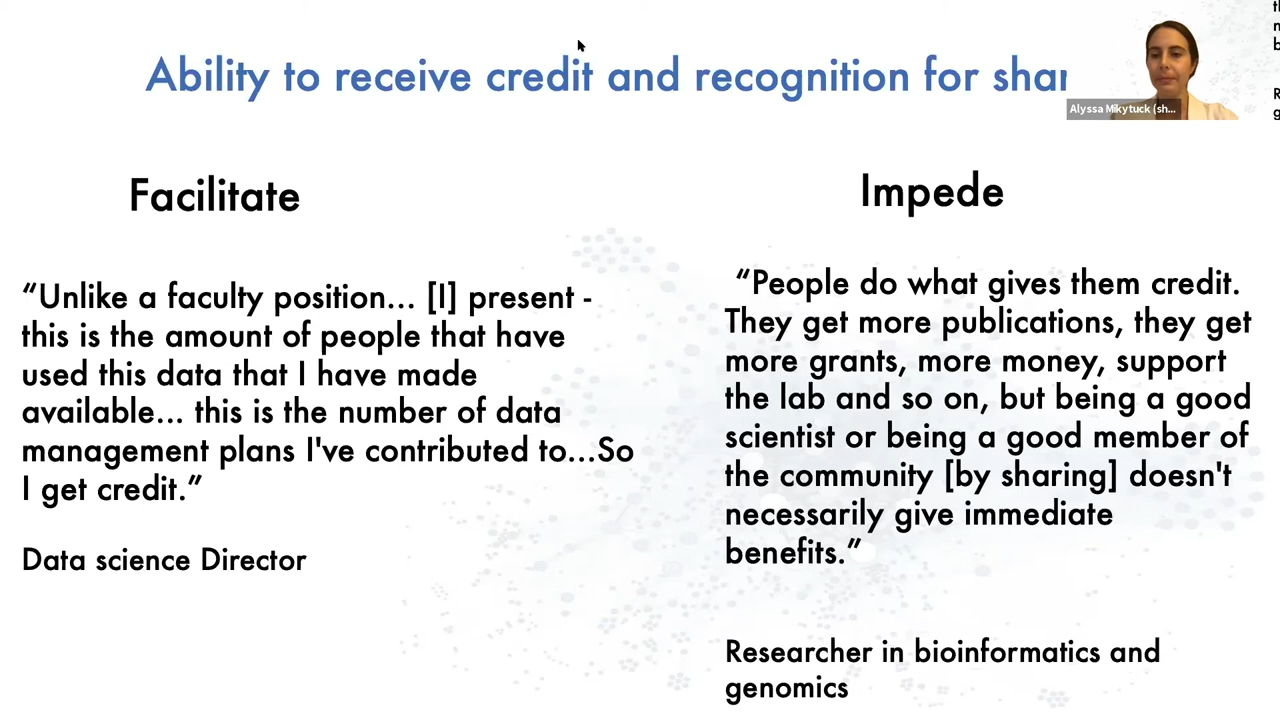 Ability to receive credit and recognition for shar
Alyssa Mikytuck (sh...
Facilitate
"Unlike a faculty position... [I] present -
this is the amount of people that have
used this data that I have made
available... this is the number of data
management plans I've contributed to...So
I get credit."
Data science Director
Impede
"People do what gives them credit.
They get more publications, they get
more grants, more money, support
the lab and so on, but being a good
scientist or being a good member of
the community [by sharing] doesn't
necessarily give immediate
benefits."
Researcher in bioinformatics and
genomics